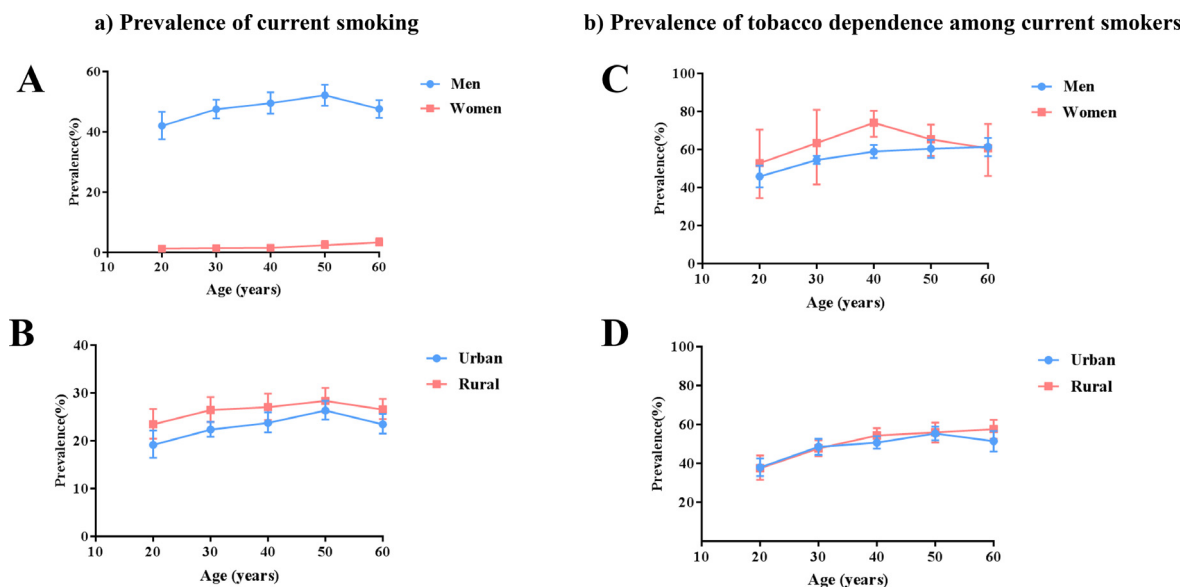 a) Prevalence of current smoking
b) Prevalence of tobacco dependence among current smokers
A
60
40
20
0
Prevalence(%)
10 20 30 40 50 60
Age (years)
Men
Women
C
100
80
60
40
20
Prevalence(%)
10 20 30 40 50 60
Age (years)
Men
Women
B
40
30
20
10
0
Prevalence(%)
10 20 30 40 50 60
Age (years)
Urban
Rural
D
100
80
60
40
20
Prevalence(%)
10 20 30 40 50 60
Age (years)
Urban
Rural